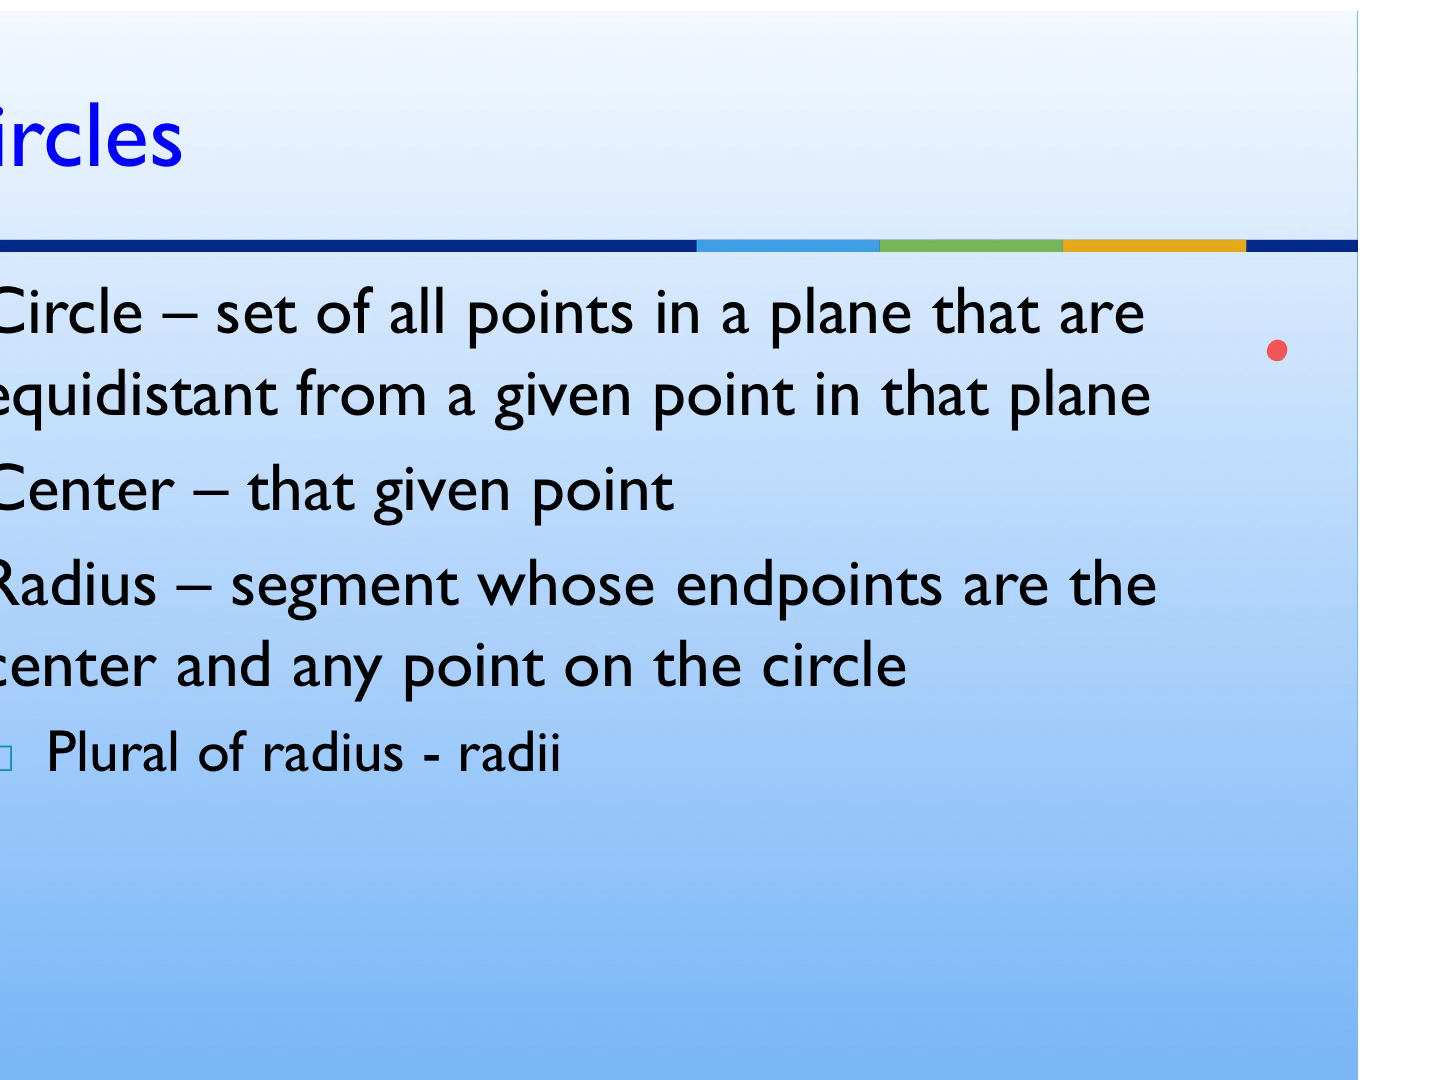 ircles
Circle – set of all points in a plane that are
equidistant from a given point in that plane
Center – that given point
Radius – segment whose endpoints are the
center and any point on the circle
Plural of radius - radii